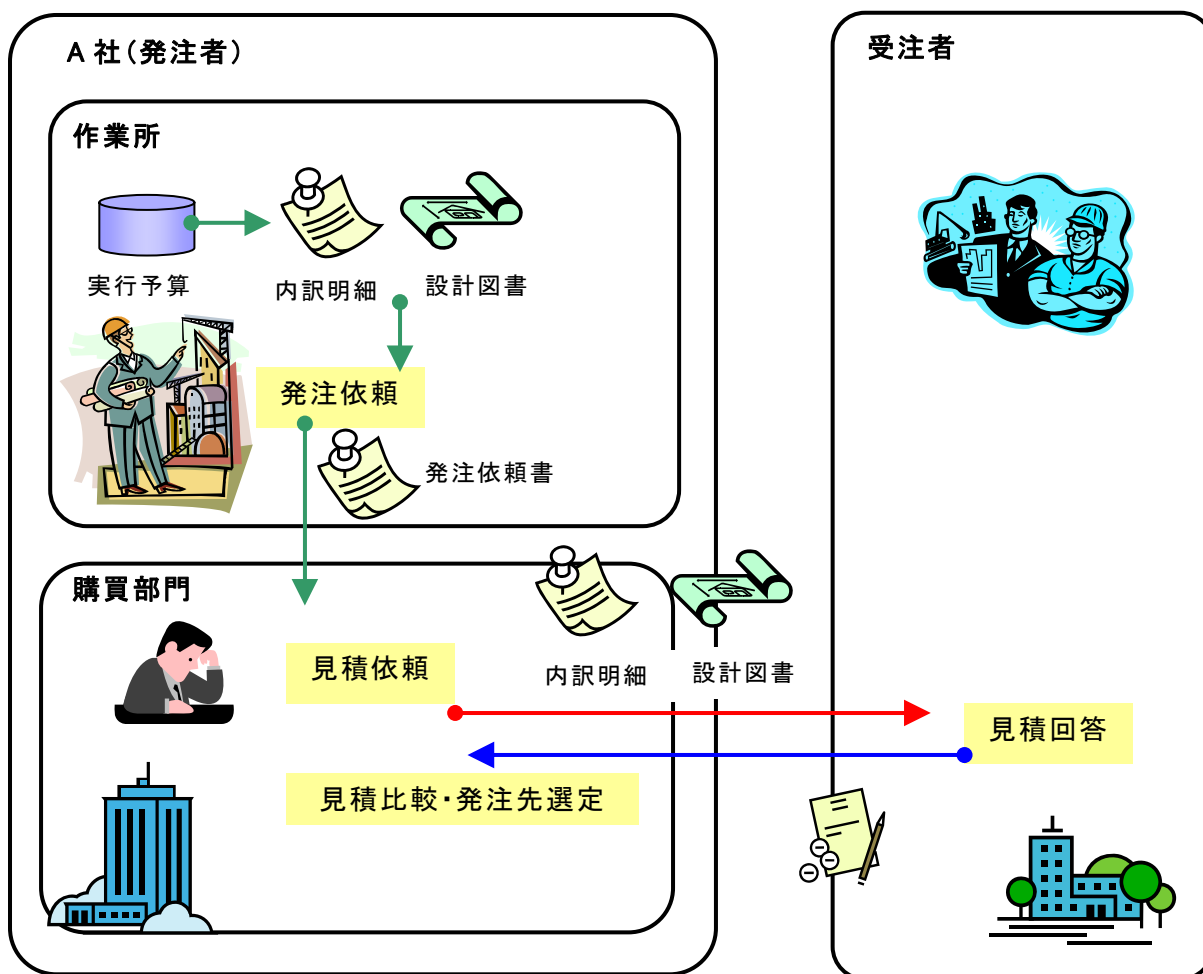 A社(発注者)
受注者
作業所
実行予算
内訳明細
設計図書
発注依頼
発注依頼書
購買部門
内訳明細
設計図書
見積依頼
見積回答
見積比較・発注先選定